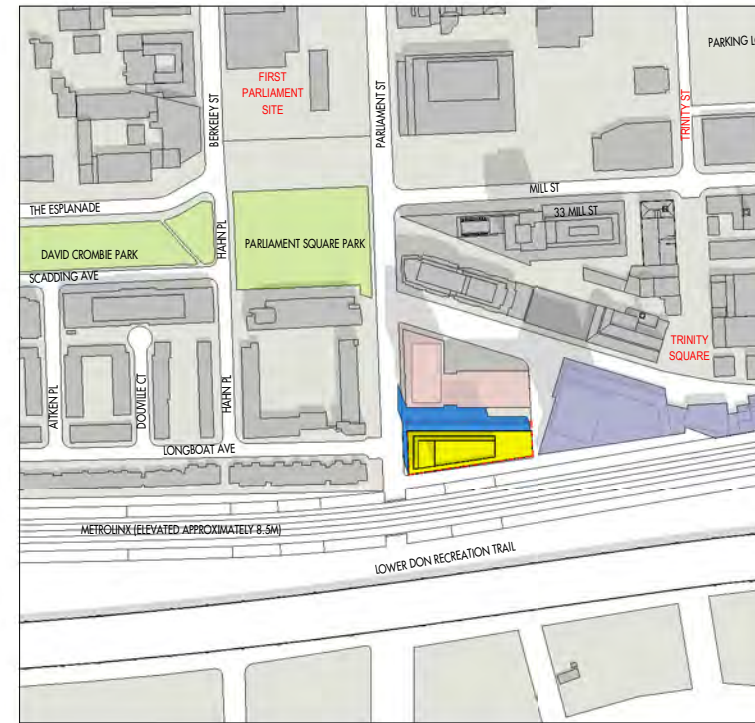 PARKING L
FIRST
PARLIAMENT
SITE
BERKELEY ST
PARLIAMENT ST
TRINITY ST
MILL ST
THE ESPLANADE
33 MILL ST
HAHN PL
PARLIAMENT SQUARE PARK
DAVID CROMBIE PARK
SCADDING AVE
TRINITY
SQUARE
AITKEN PL
DOUVILLE CT
HAHN PL
LONGBOAT AVE
METROLINX (ELEVATED APPROXIMATELY 8.5M)
LOWER DON RECREATION TRAIL